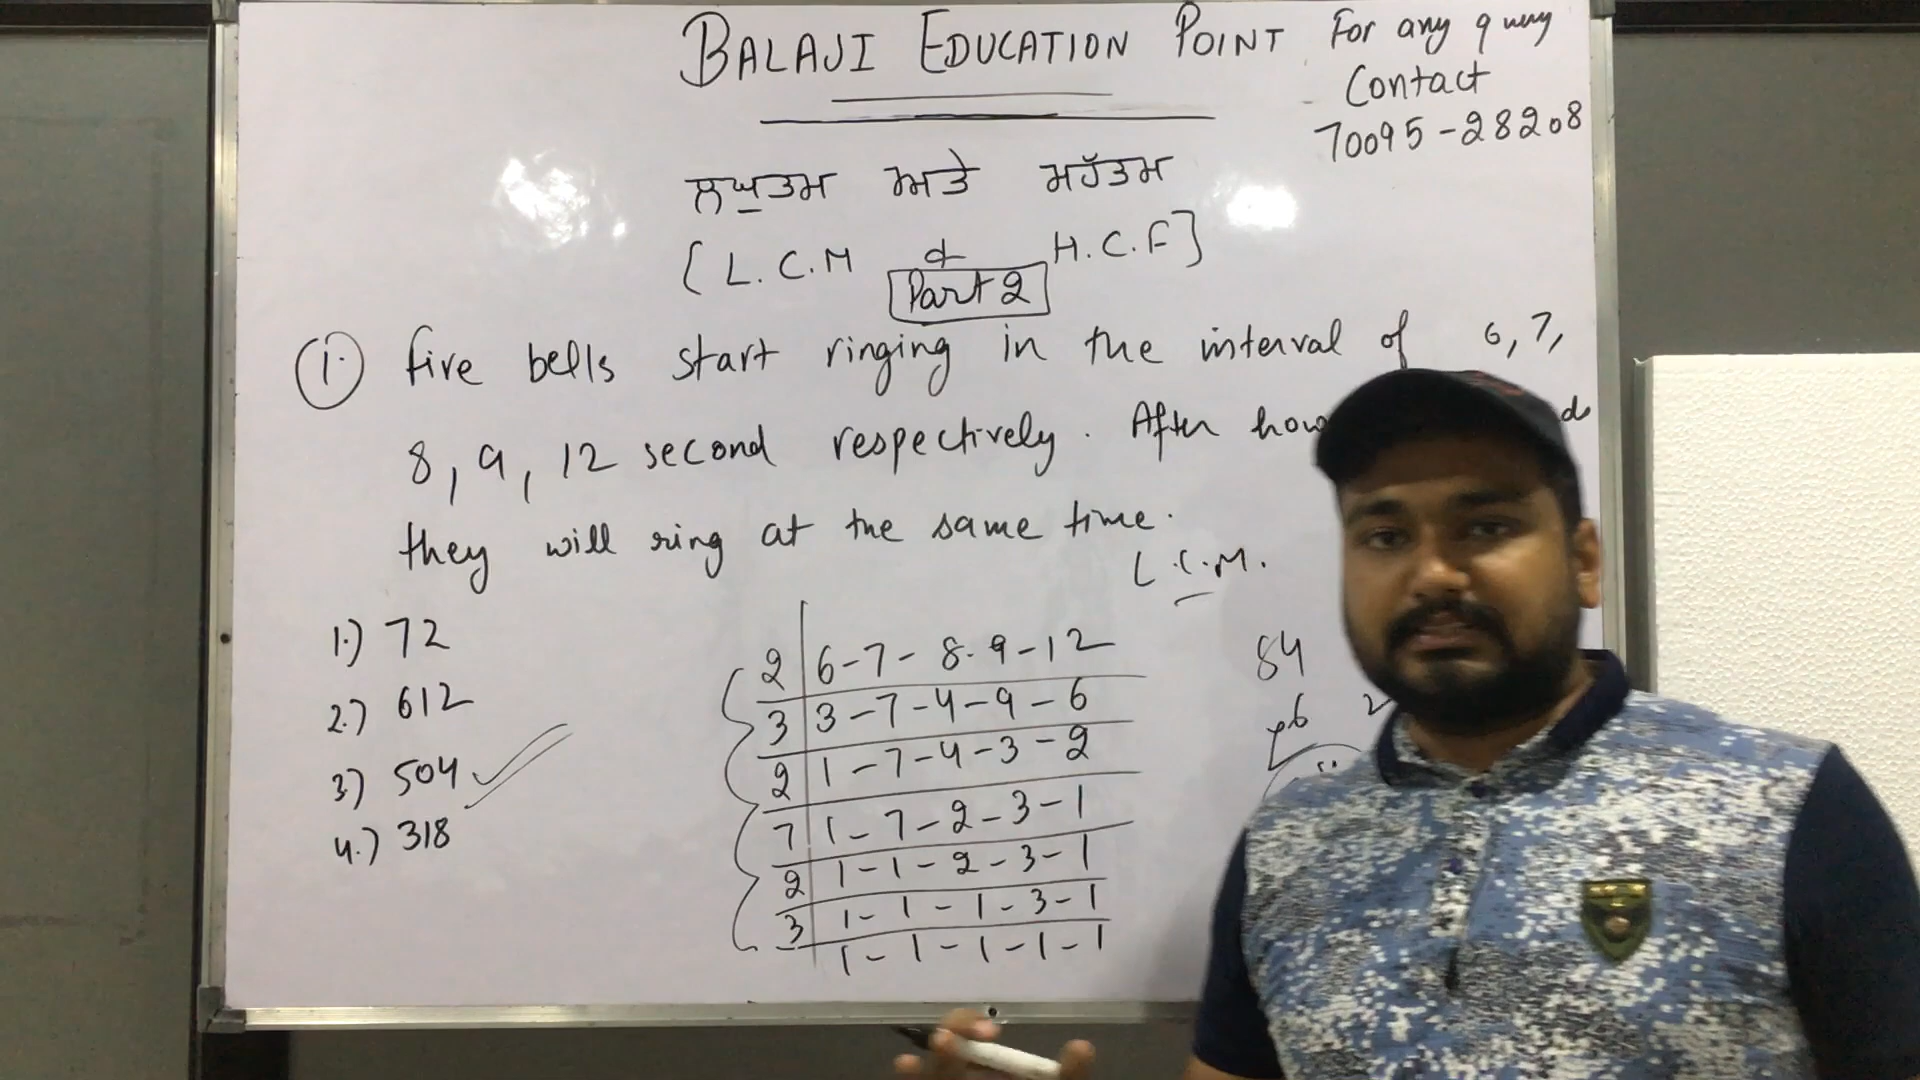 BALAJI EDUCATION POINT
For any query
Contact
70095-28208
ਲਘੁਤਮ ਅਤੇ ਮਹੱਤਮ
[L.C.M & H.C.F]
Part 2
1. five bells start ringing in the interval of 6, 7,
8, 9, 12 second respectively. After how
they will ring at the same time.
L.C.M.
1.) 72
2.) 612
3.) 504
4.) 318
2 | 6-7-8-9-12
3 | 3-7-4-9-6
2 | 1-7-4-3-2
7 | 1-7-2-3-1
2 | 1-1-2-3-1
3 | 1-1-1-3-1
1-1-1-1-1
84